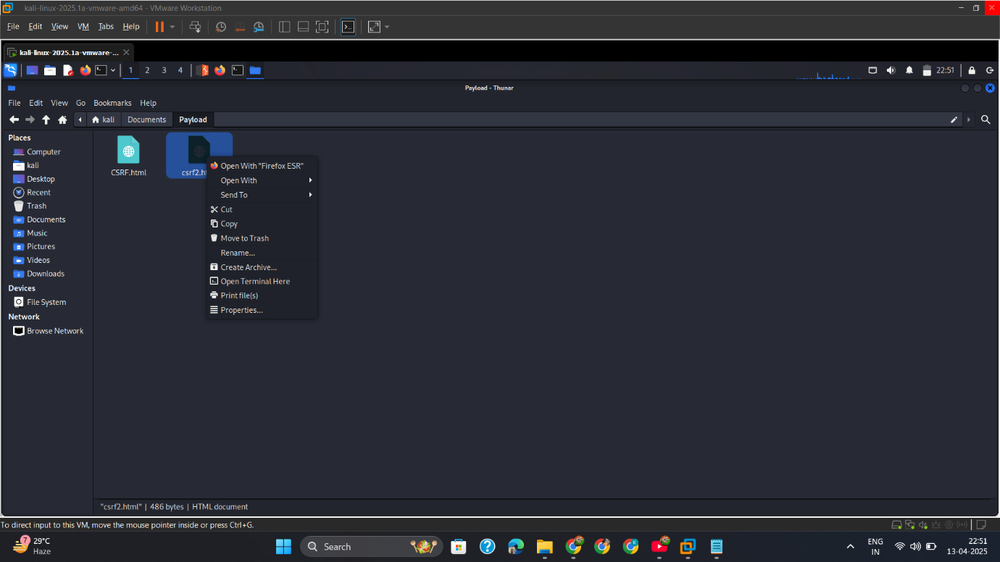 kali-linux-2025.1a-vmware-amd64 - VMware Workstation
File Edit View VM Tabs Help
kali-linux-2025.1a-vmware-...
1 2 3 4 22:51
Payload - Thunar
File Edit View Go Bookmarks Help
kali Documents Payload
Places
Computer
kali
Desktop
Recent
Trash
Documents
Music
Pictures
Videos
Downloads
Devices
File System
Network
Browse Network
CSRF.html
csrf2.ht
Open With "Firefox ESR"
Open With
Send To
Cut
Copy
Move to Trash
Rename...
Create Archive...
Open Terminal Here
Print file(s)
Properties...
"csrf2.html" | 486 bytes | HTML document
To direct input to this VM, move the mouse pointer inside or press Ctrl+G.
7
29°C
Haze
Search
ENG
IN
22:51
13-04-2025